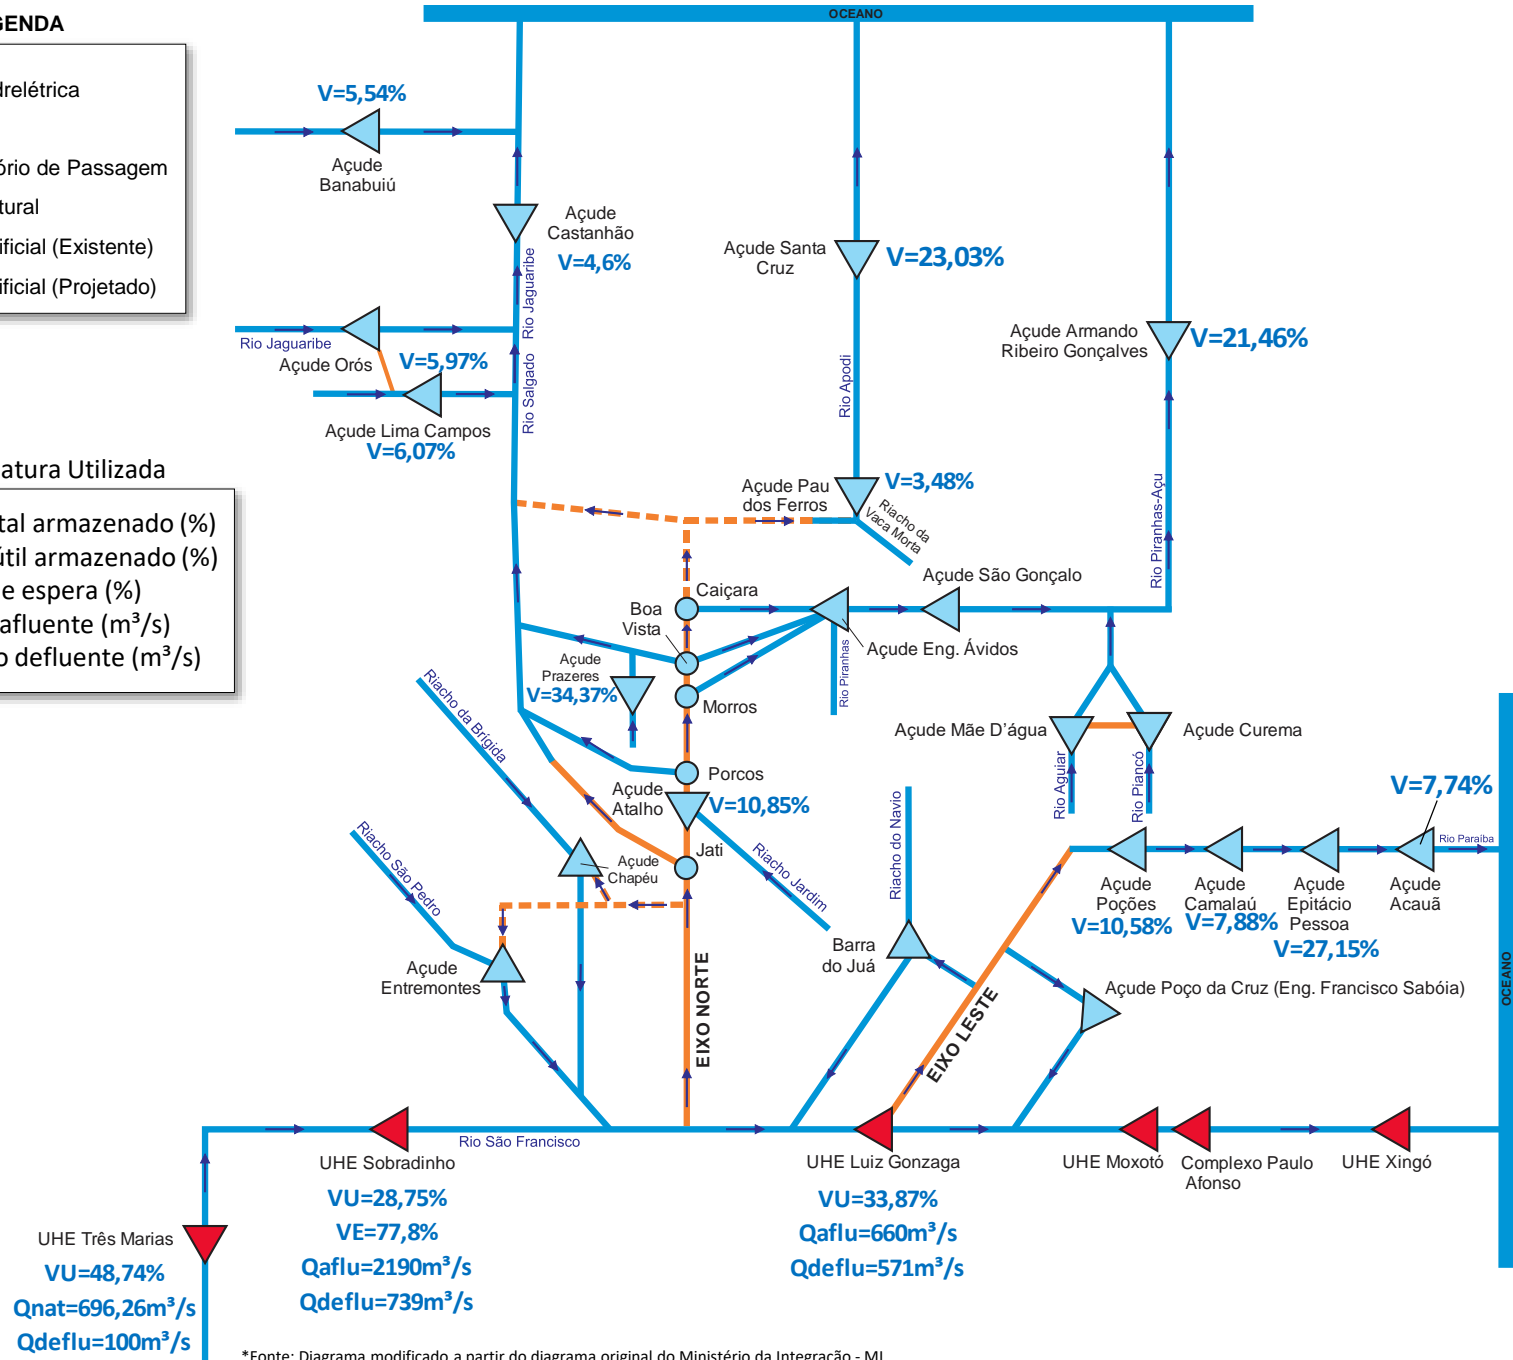 OCEANO
GENDA
drelétrica
ório de Passagem
tural
ificial (Existente)
ificial (Projetado)
V=5,54%
Açude
Banabuiú
Açude
Castanhão
V=4,6%
Rio Jaguaribe
Açude Santa
Cruz
V=23,03%
Rio Jaguaribe
Açude Orós
V=5,97%
Açude Armando
Ribeiro Gonçalves
V=21,46%
Rio Salgado
Rio Apodi
Açude Lima Campos
V=6,07%
atura Utilizada
tal armazenado (%)
útil armazenado (%)
e espera (%)
afluente (m³/s)
o defluente (m³/s)
Açude Pau
dos Ferros
V=3,48%
Riacho da
Vaca Morta
Rio Piranhas-Açu
Açude São Gonçalo
Caiçara
Boa
Vista
Açude Eng. Ávidos
Rio Piranhas
Açude
Prazeres
V=34,37%
Morros
Riacho da Brígida
Açude Mãe D'água
Açude Curema
Rio Aguiar
Rio Piancó
Porcos
Açude
Atalho
V=10,85%
V=7,74%
Riacho São Pedro
Jati
Açude
Chapéu
Riacho Jardim
Riacho do Navio
Rio Paraíba
Açude
Poções
V=10,58%
Açude
Camalaú
V=7,88%
Açude
Epitácio
Pessoa
V=27,15%
Açude
Acauã
Barra
do Juá
Açude
Entremontes
EIXO NORTE
EIXO LESTE
Açude Poço da Cruz (Eng. Francisco Sabóia)
OCEANO
Rio São Francisco
UHE Sobradinho
VU=28,75%
VE=77,8%
Qaflu=2190m³/s
Qdeflu=739m³/s
UHE Luiz Gonzaga
VU=33,87%
Qaflu=660m³/s
Qdeflu=571m³/s
UHE Moxotó
Complexo Paulo
Afonso
UHE Xingó
UHE Três Marias
VU=48,74%
Qnat=696,26m³/s
Qdeflu=100m³/s
*Fonte: Diagrama modificado a partir do diagrama original do Ministério da Integração - MI